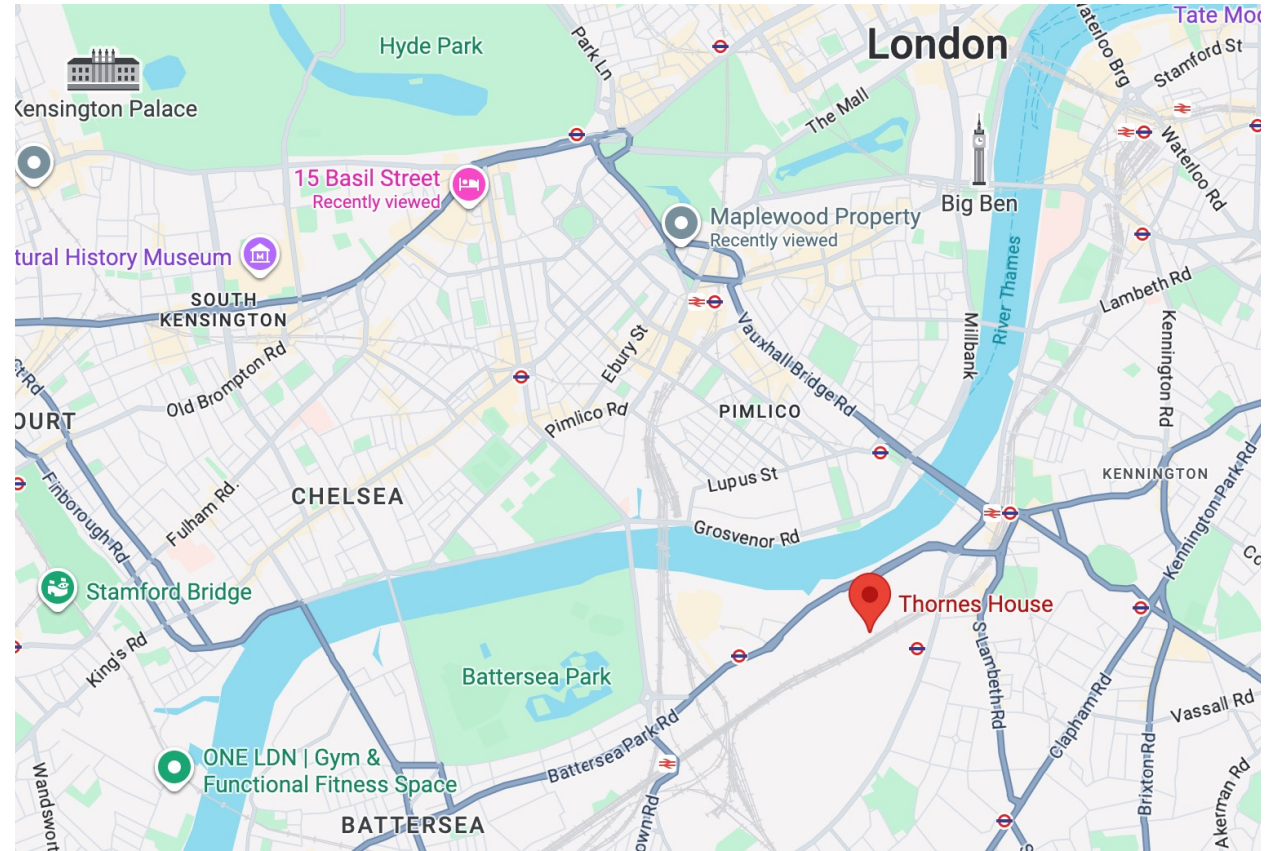 Hyde Park
Park Ln
London
Waterloo Brg
Tate Moo
Stamford St
Kensington Palace
The Mall
Waterloo Rd
15 Basil Street
Recently viewed
Maplewood Property
Recently viewed
Big Ben
tural History Museum
SOUTH
KENSINGTON
River Thames
Lambeth Rd
Millbank
Kennington Rd
Vauxhall Bridge Rd
Ebury St
Old Brompton Rd
Pimlico Rd
PIMLICO
OURT
Lupus St
KENNINGTON
Kennington Park Rd
CHELSEA
Finborough Rd
Fulham Rd.
Grosvenor Rd
Stamford Bridge
Thornes House
King's Rd
Battersea Park
S Lambeth Rd
Clapham Rd
Vassall Rd
Battersea Park Rd
Brixton Rd
ONE LDN | Gym &
Functional Fitness Space
Wandswort
own Rd
Akerman Rd
BATTERSEA